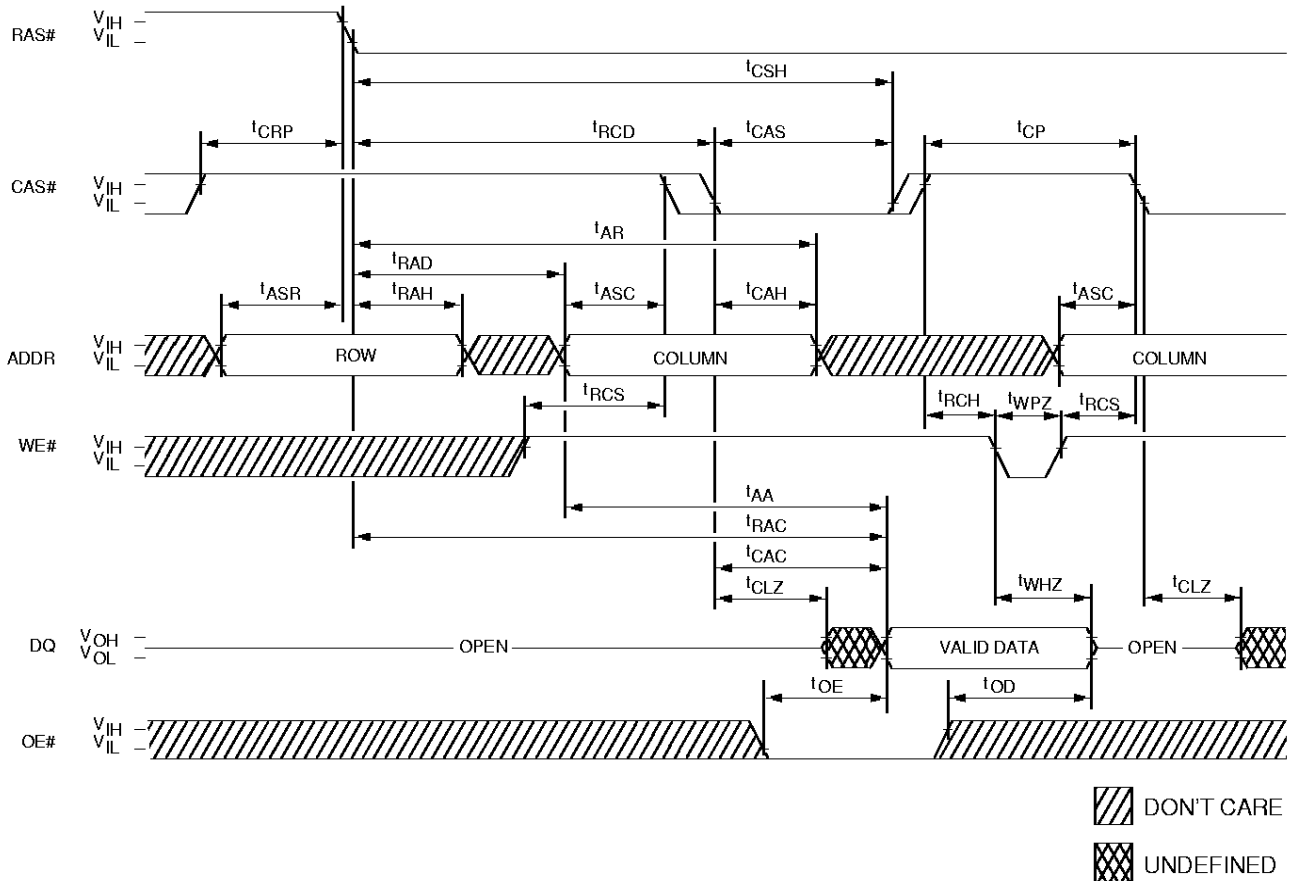 RAS# VIH
VIL
tCSH
tCRP tRCD tCAS tCP
CAS# VIH
VIL
tAR
tRAD
tASR tRAH tASC tCAH tASC
ADDR VIH
VIL
ROW COLUMN COLUMN
tRCS tRCH tWPZ tRCS
WE# VIH
VIL
tAA
tRAC
tCAC
tCLZ tWHZ tCLZ
DQ VOH
VOL
OPEN VALID DATA OPEN
tOE tOD
OE# VIH
VIL
DON'T CARE
UNDEFINED